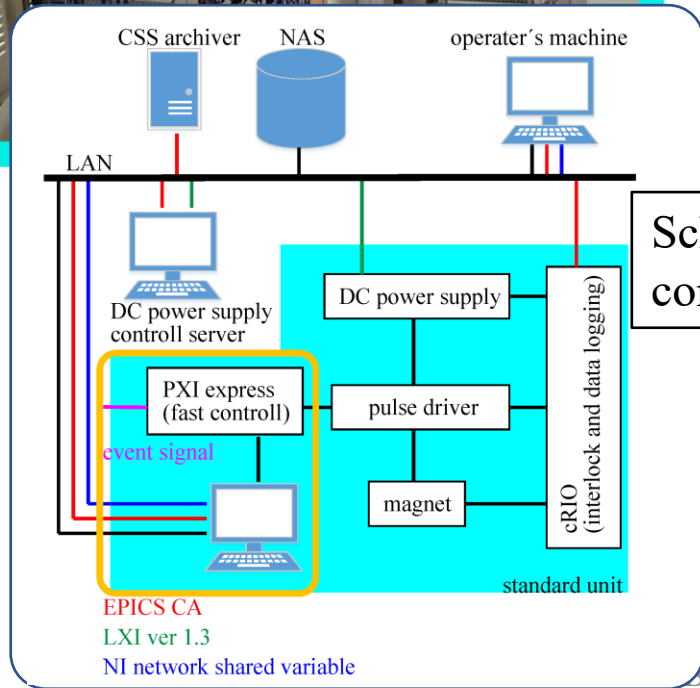 CSS archiver
NAS
operater´s machine
LAN
DC power supply
controll server
DC power supply
PXI express
(fast controll)
pulse driver
event signal
magnet
cRIO
(interlock and data logging)
standard unit
EPICS CA
LXI ver 1.3
NI network shared variable